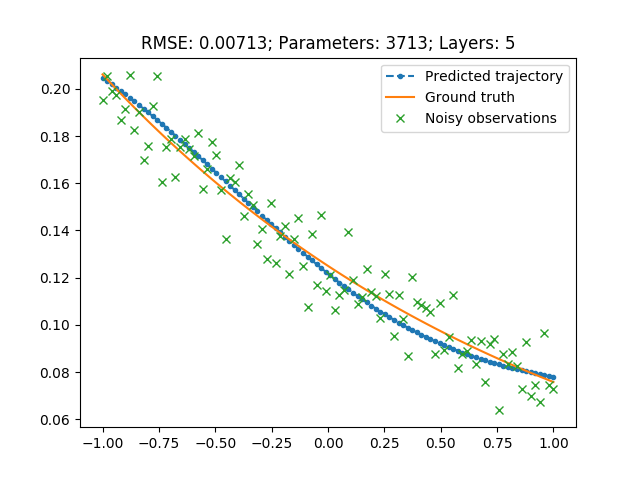 RMSE: 0.00713; Parameters: 3713; Layers: 5
Predicted trajectory
Ground truth
Noisy observations
0.20
0.18
0.16
0.14
0.12
0.10
0.08
0.06
−1.00 −0.75 −0.50 −0.25 0.00 0.25 0.50 0.75 1.00